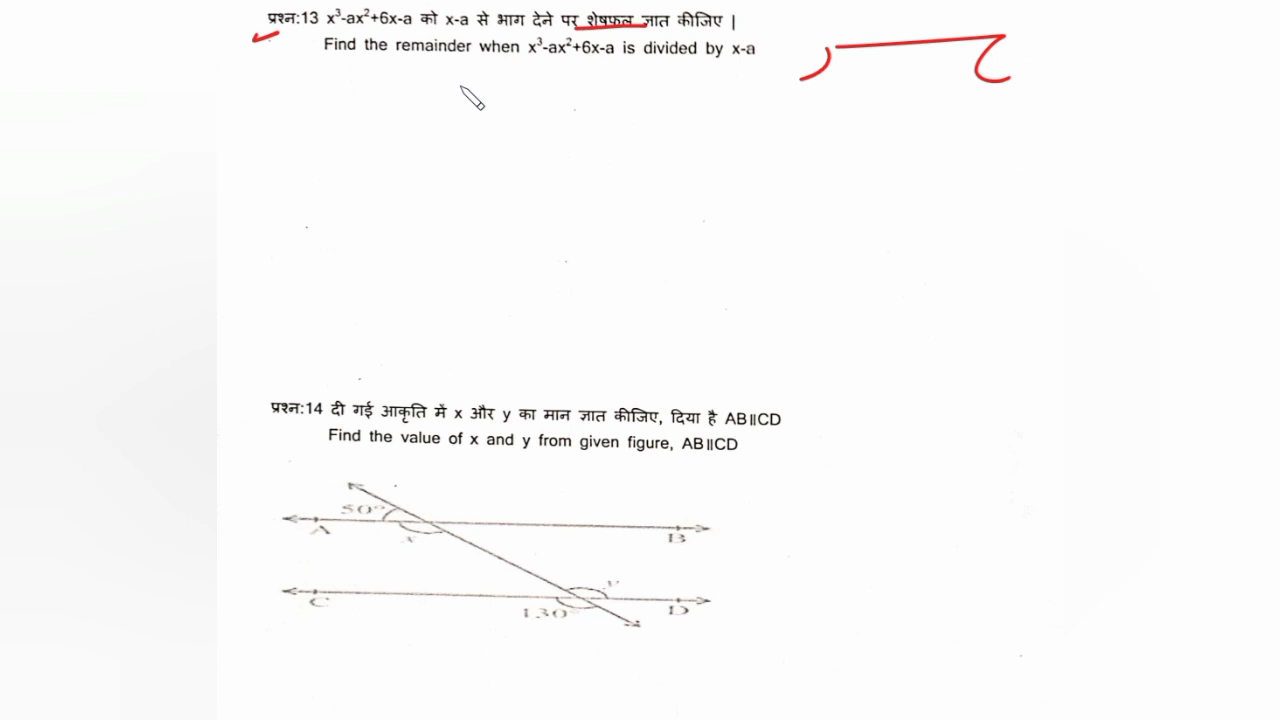 प्रश्न:13 x³-ax²+6x-a को x-a से भाग देने पर शेषफल ज्ञात कीजिए |
Find the remainder when x³-ax²+6x-a is divided by x-a
प्रश्न:14 दी गई आकृति में x और y का मान ज्ञात कीजिए, दिया है AB॥CD
Find the value of x and y from given figure, AB॥CD
50°
A
x
B
y
C
130°
D